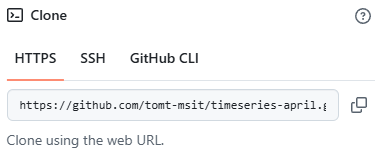 Clone
HTTPS SSH GitHub CLI
https://github.com/tomt-msit/timeseries-april.g
Clone using the web URL.